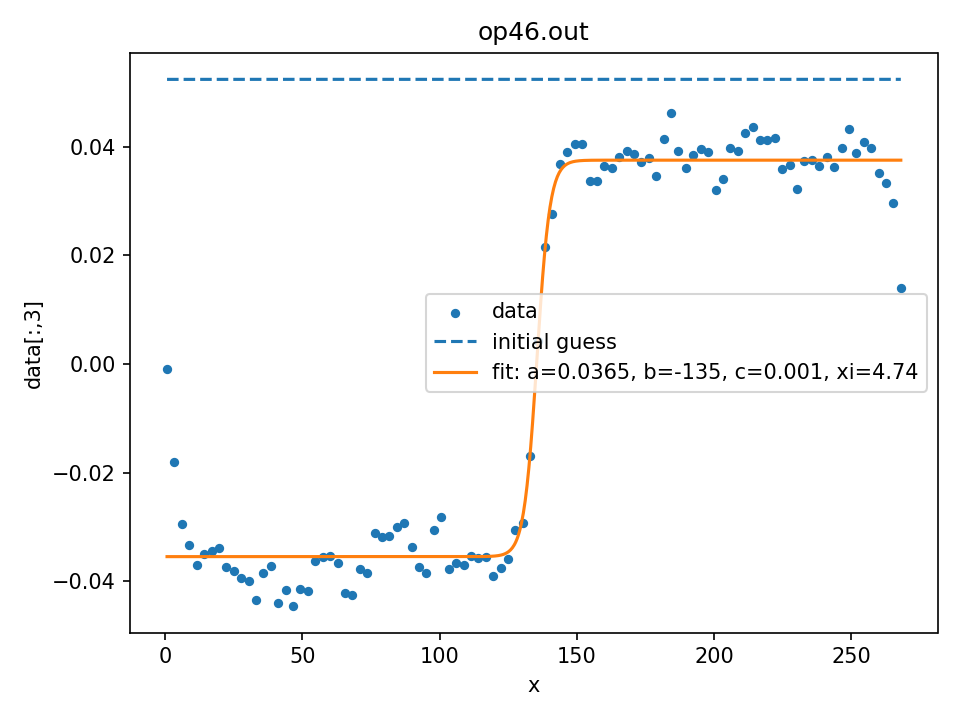 op46.out
0.04
0.02
0.00
−0.02
−0.04
data[:,3]
data
initial guess
fit: a=0.0365, b=-135, c=0.001, xi=4.74
0 50 100 150 200 250
x